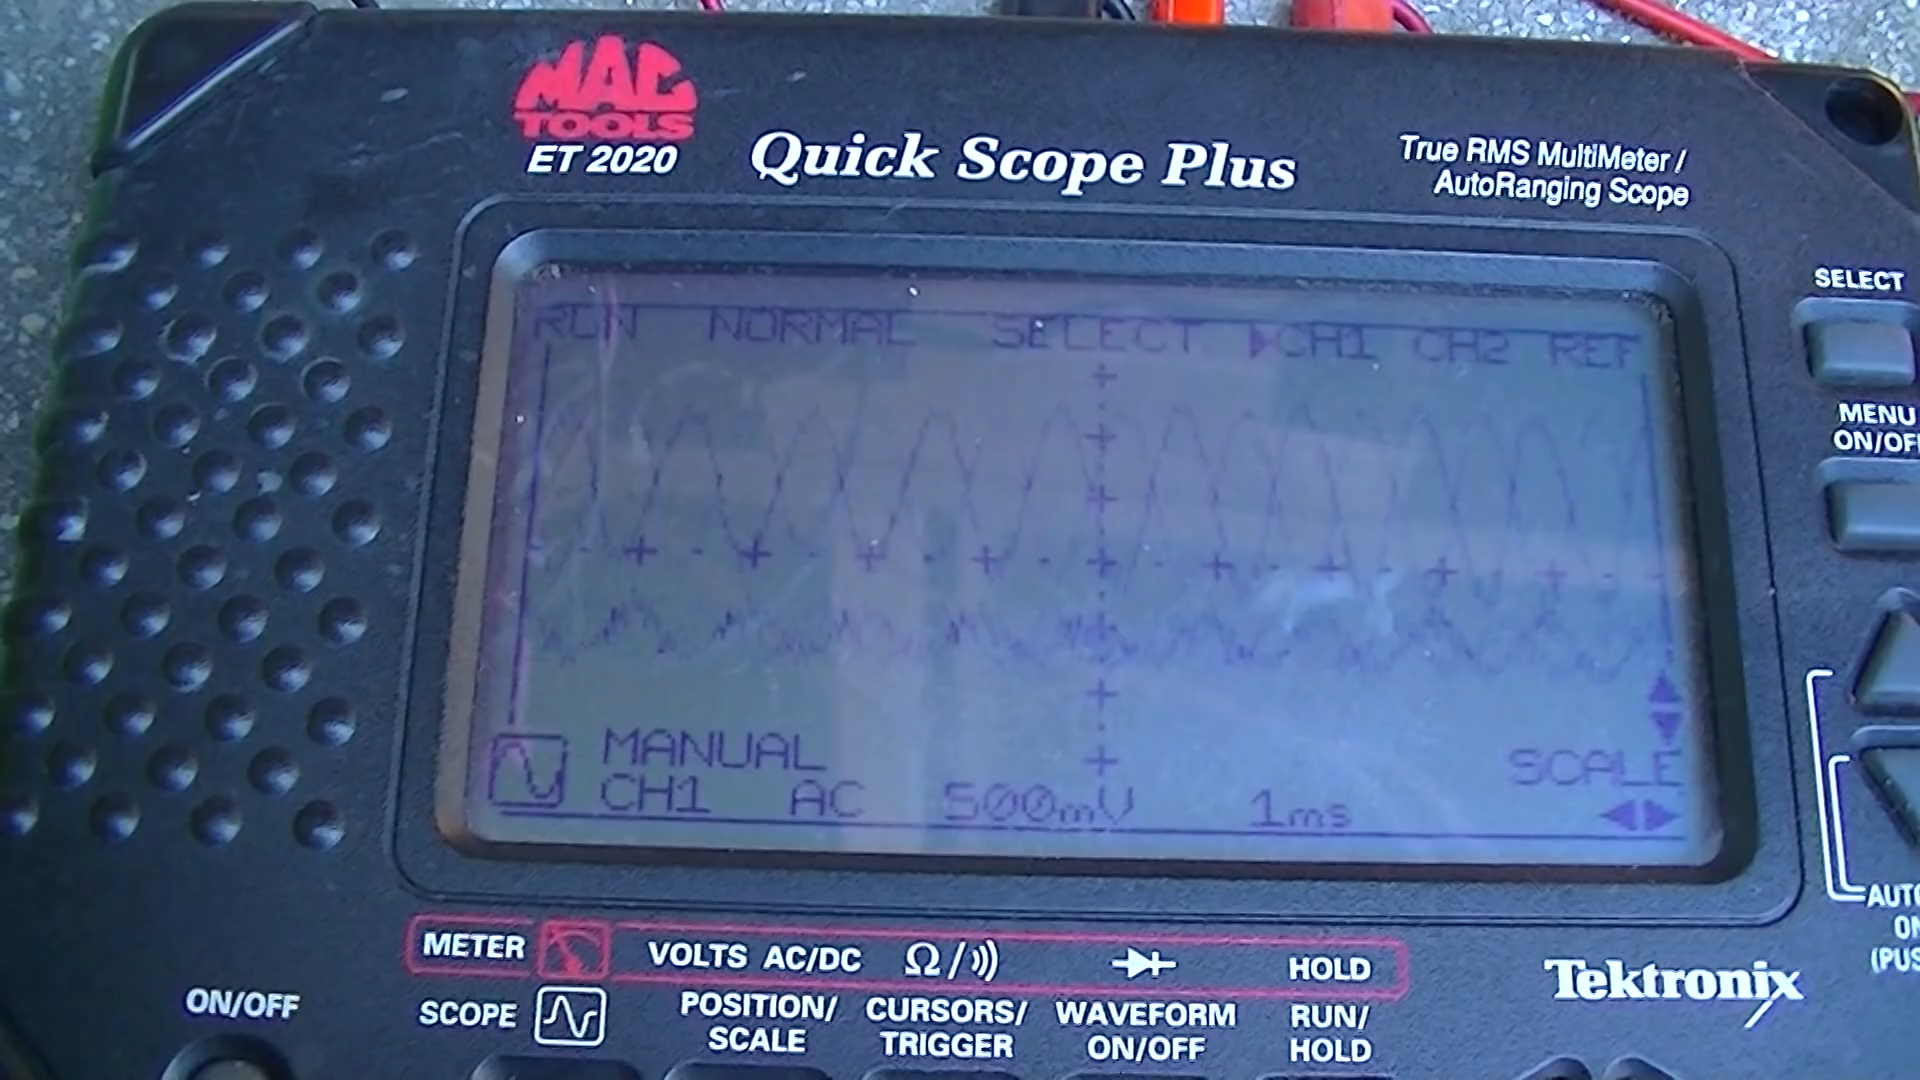 MAC
TOOLS
ET 2020
Quick Scope Plus
True RMS MultiMeter /
AutoRanging Scope
SELECT
MENU
RUN NORMAL SELECT CH1 CH2 REF
MANUAL
SCALE
CH1 AC 500mV 1ms
METER VOLTS AC/DC Ω/ HOLD
ON/OFF
SCOPE
POSITION/
SCALE
CURSORS/
TRIGGER
WAVEFORM
ON/OFF
RUN/
HOLD
Tektronix